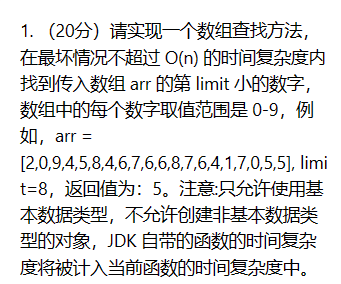 1. （20分）请实现一个数组查找方法，
在最坏情况不超过 O(n) 的时间复杂度内
找到传入数组 arr 的第 limit 小的数字，
数组中的每个数字取值范围是 0-9，例
如，arr =
[2,0,9,4,5,8,4,6,7,6,6,8,7,6,4,1,7,0,5,5], limi
t=8，返回值为：5。注意:只允许使用基
本数据类型，不允许创建非基本数据类
型的对象，JDK 自带的函数的时间复杂
度将被计入当前函数的时间复杂度中。